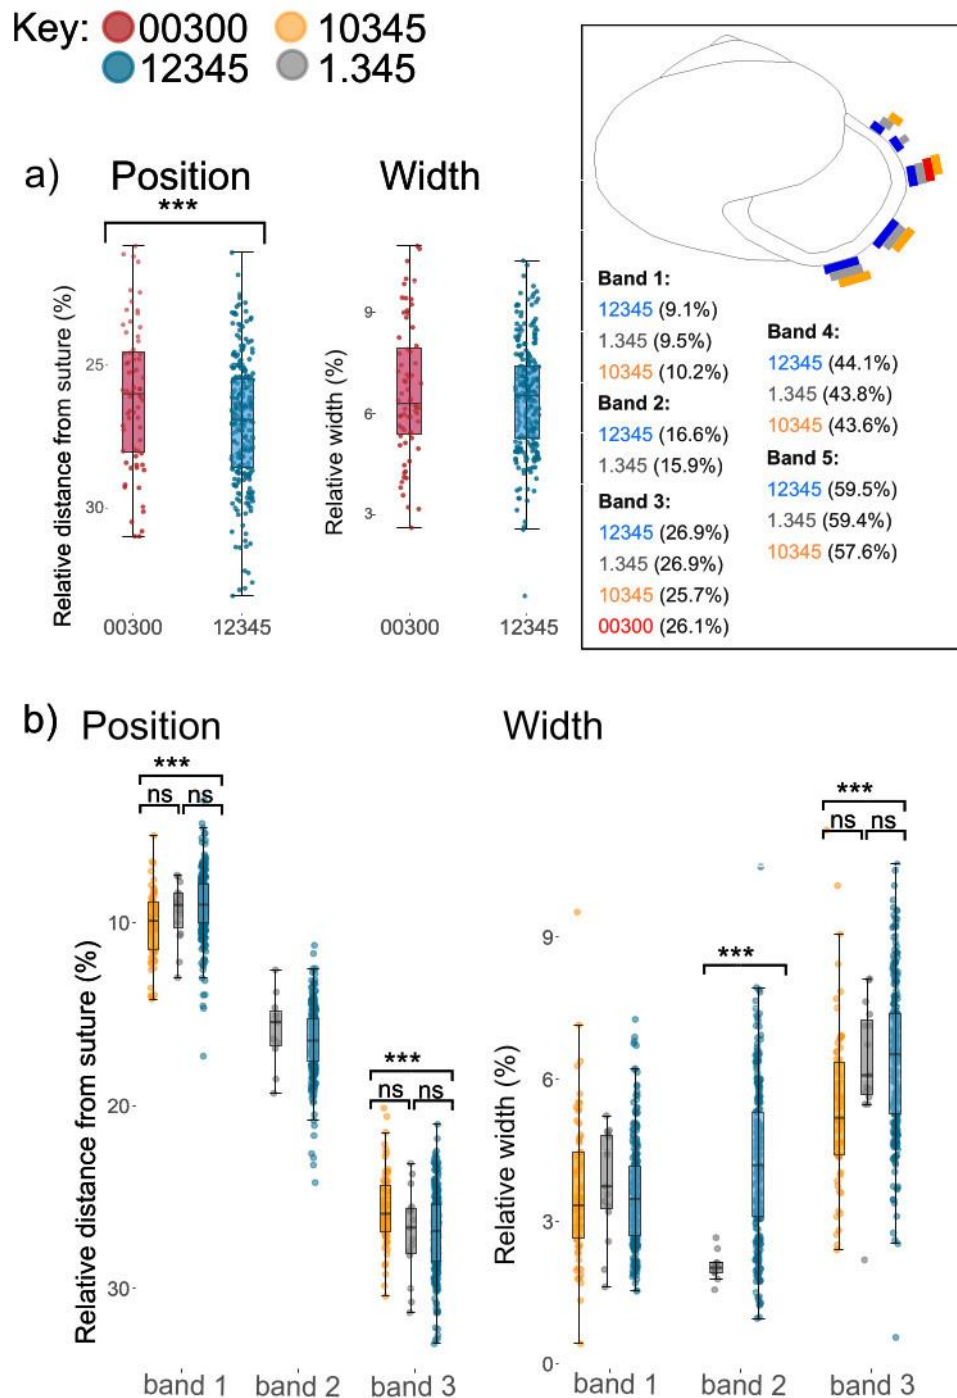 Key: 00300 10345
12345 1.345
a) Position Width
***
Relative distance from suture (%)
25
30
00300 12345
Relative width (%)
9
6
3
00300 12345
Band 1:
12345 (9.1%)
1.345 (9.5%)
10345 (10.2%)
Band 2:
12345 (16.6%)
1.345 (15.9%)
Band 3:
12345 (26.9%)
1.345 (26.9%)
10345 (25.7%)
00300 (26.1%)
Band 4:
12345 (44.1%)
1.345 (43.8%)
10345 (43.6%)
Band 5:
12345 (59.5%)
1.345 (59.4%)
10345 (57.6%)
b) Position Width
Relative distance from suture (%)
10
20
30
***
ns ns
***
ns ns
band 1 band 2 band 3
Relative width (%)
9
6
3
0
***
***
ns ns
band 1 band 2 band 3